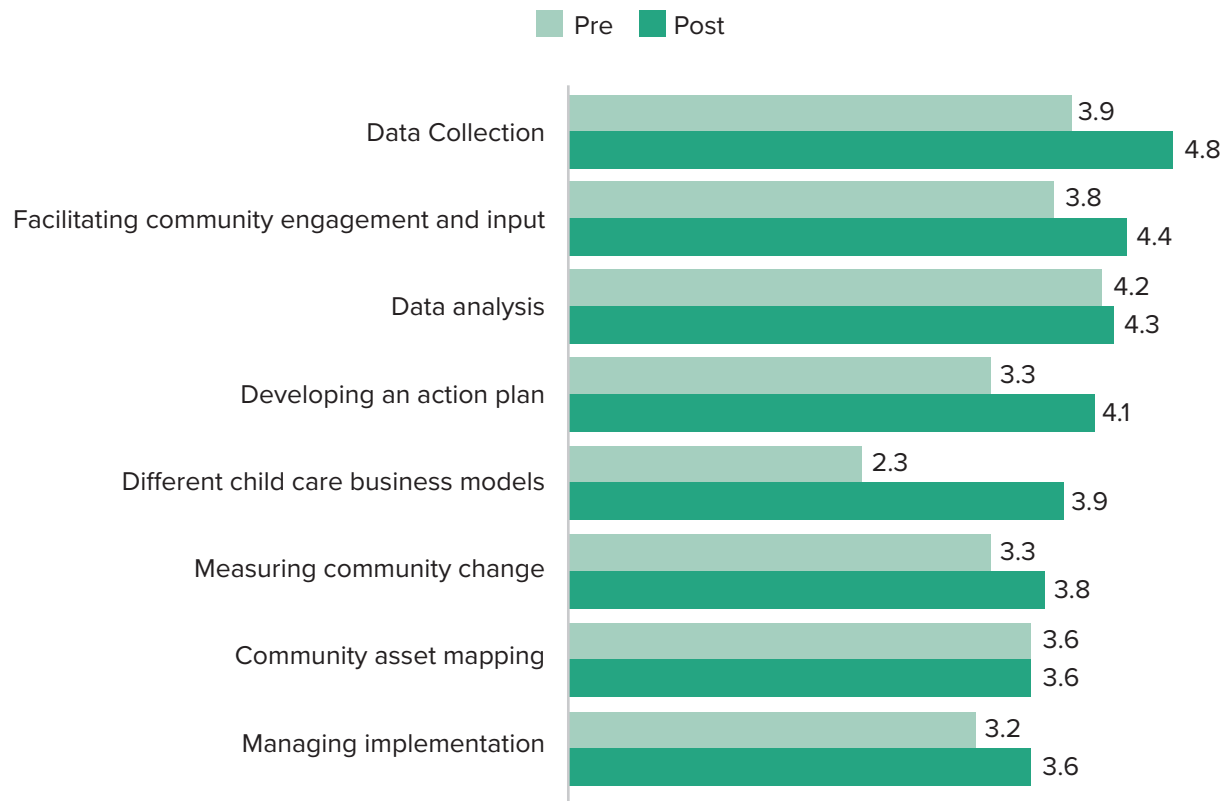 Pre Post
Data Collection
3.9
4.8
Facilitating community engagement and input
3.8
4.4
Data analysis
4.2
4.3
Developing an action plan
3.3
4.1
Different child care business models
2.3
3.9
Measuring community change
3.3
3.8
Community asset mapping
3.6
3.6
Managing implementation
3.2
3.6